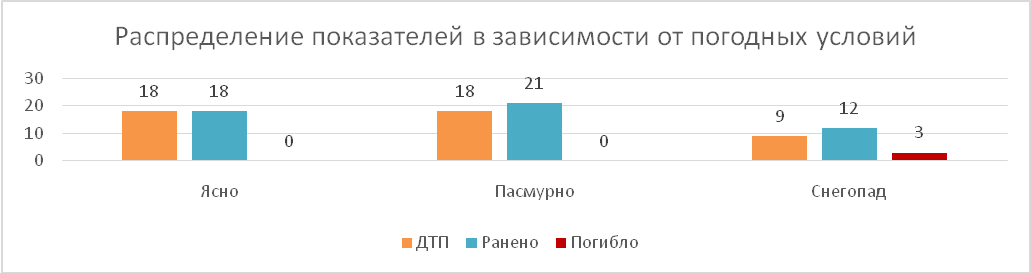 Распределение показателей в зависимости от погодных условий
30
20
10
0
18 18 0
18 21 0
9 12 3
Ясно Пасмурно Снегопад
ДТП Ранено Погибло